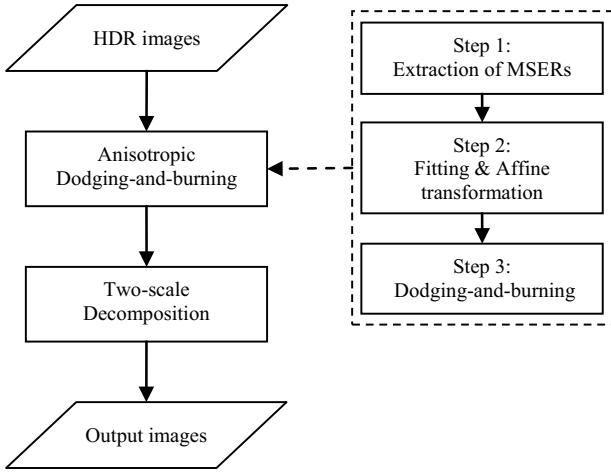 HDR images
Anisotropic
Dodging-and-burning
Two-scale
Decomposition
Output images
Step 1:
Extraction of MSERs
Step 2:
Fitting & Affine
transformation
Step 3:
Dodging-and-burning